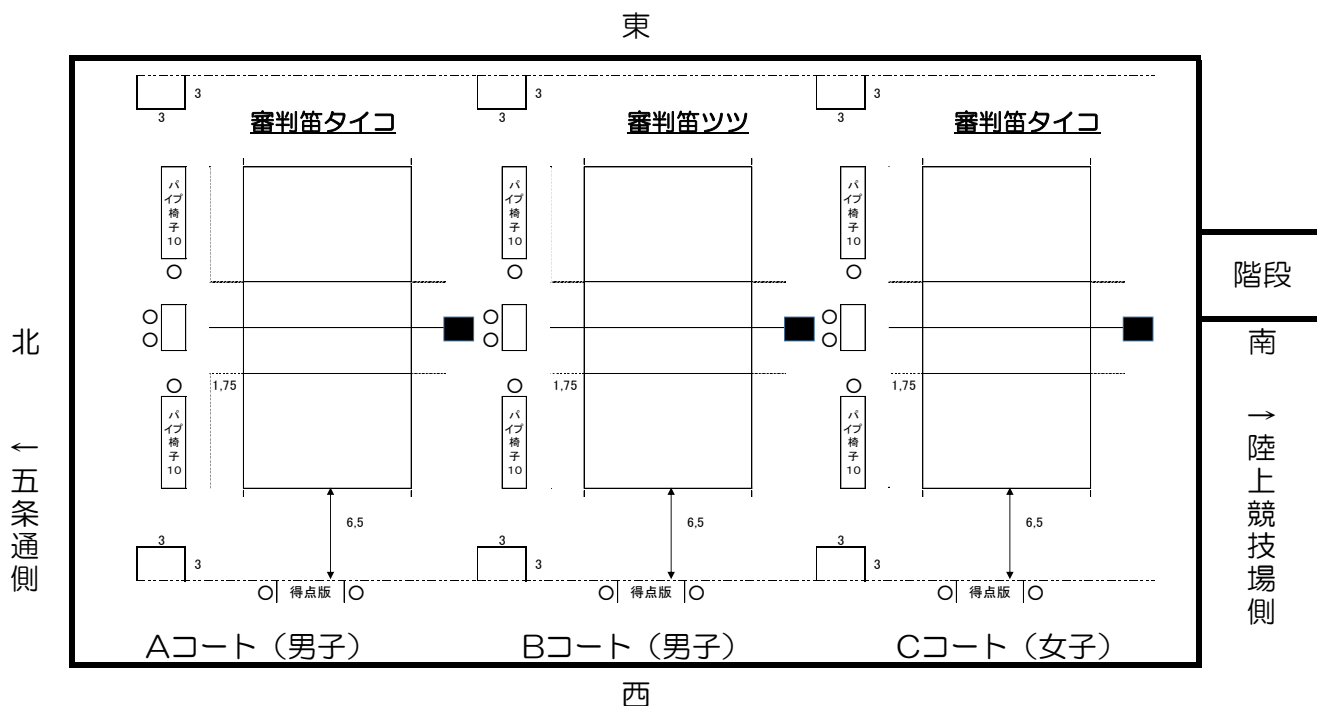 東
3
3
3
3
3
3
審判笛タイコ
審判笛ツツ
審判笛タイコ
パイプ椅子10
パイプ椅子10
パイプ椅子10
階段
北
南
1,75
1,75
1,75
パイプ椅子10
パイプ椅子10
パイプ椅子10
←五条通側
→陸上競技場側
6,5
6,5
6,5
3
3
3
3
3
3
得点版
得点版
得点版
Aコート（男子）
Bコート（男子）
Cコート（女子）
西